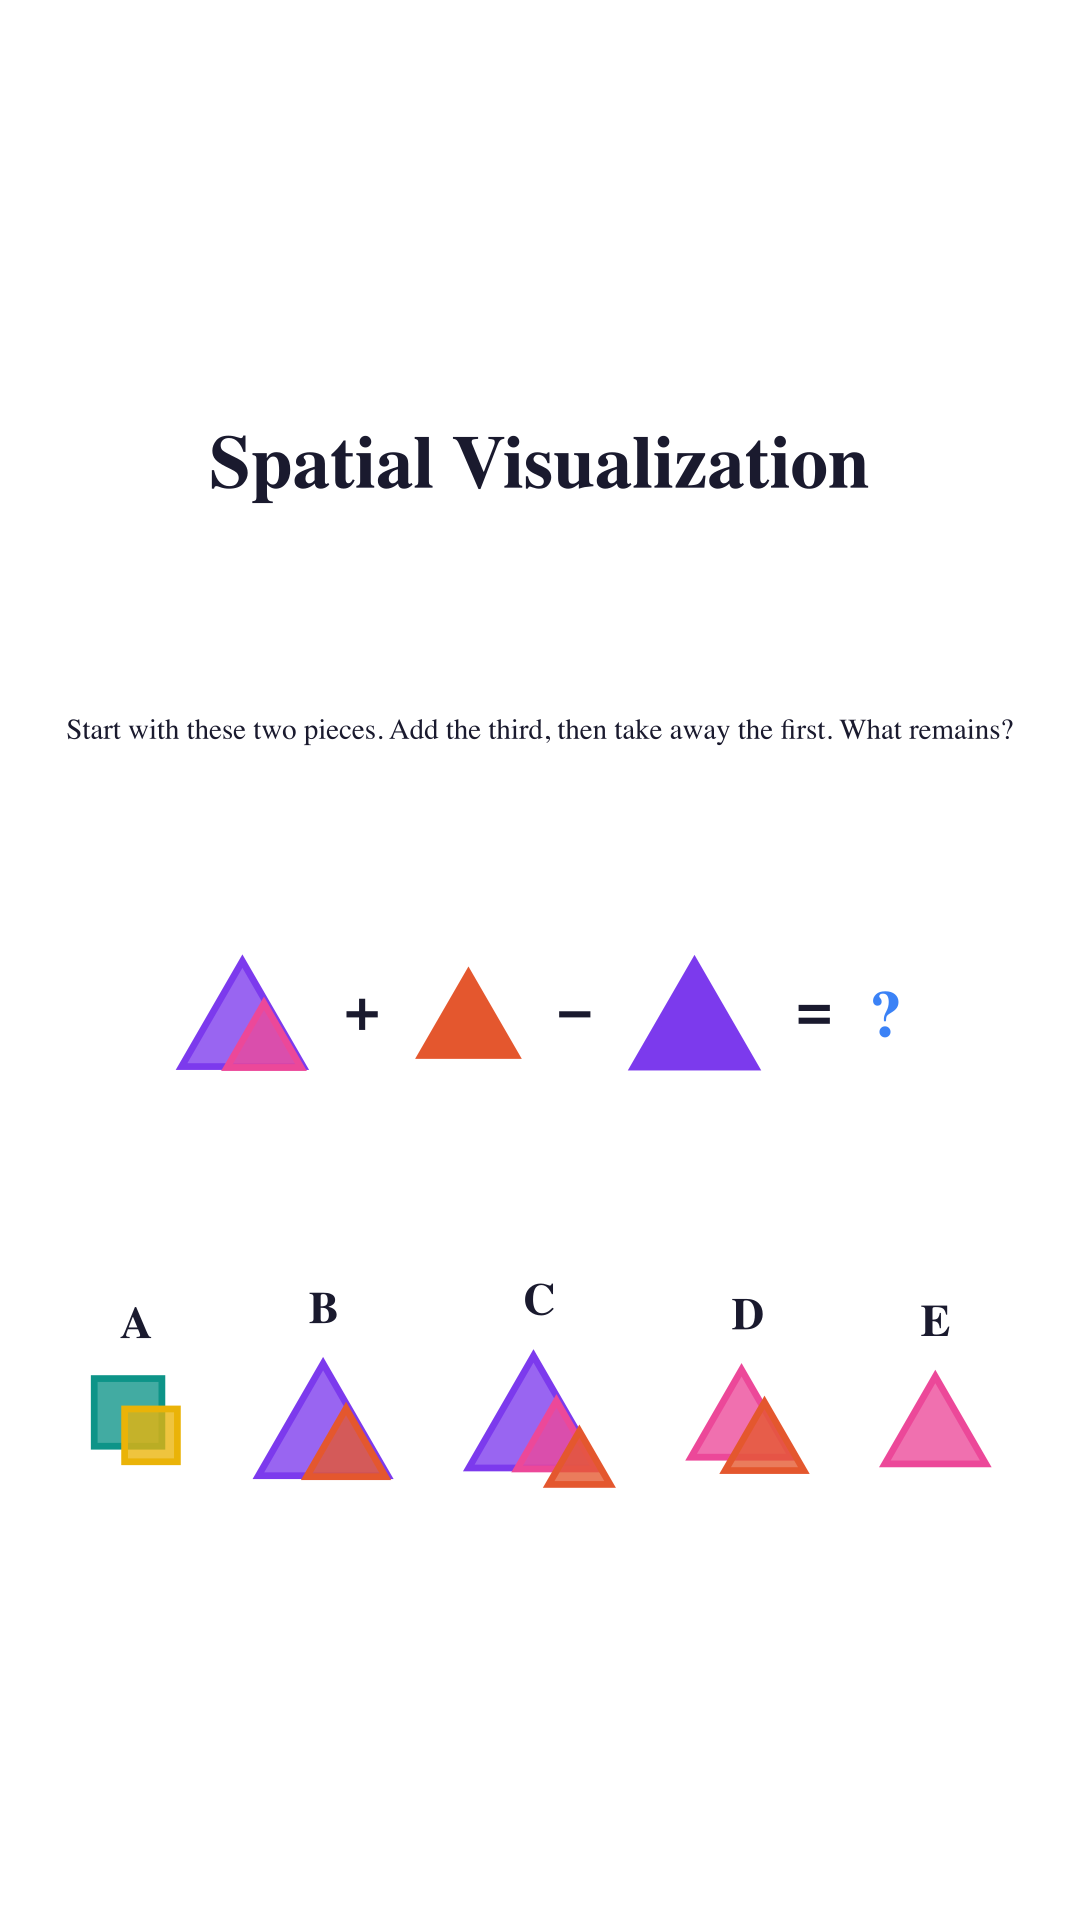 Spatial Visualization
Start with these two pieces. Add the third, then take away the first. What remains?
+ − = ?
A B C D E